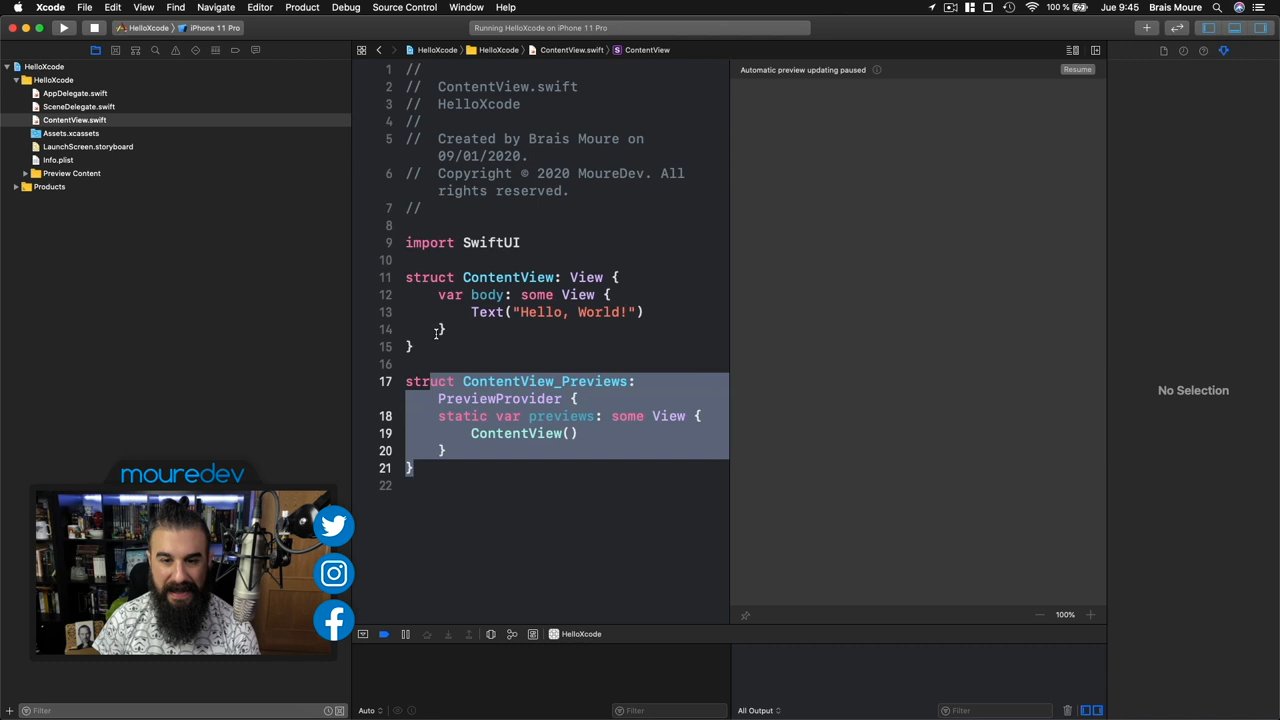 Xcode File Edit View Find Navigate Editor Product Debug Source Control Window Help 100 % Jue 9:45 Brais Moure
HelloXcode iPhone 11 Pro
Running HelloXcode on iPhone 11 Pro
HelloXcode HelloXcode ContentView.swift ContentView
HelloXcode
HelloXcode
AppDelegate.swift
SceneDelegate.swift
ContentView.swift
Assets.xcassets
LaunchScreen.storyboard
Info.plist
Preview Content
Products
1 //
2 // ContentView.swift
3 // HelloXcode
4 //
5 // Created by Brais Moure on
09/01/2020.
6 // Copyright © 2020 MoureDev. All
rights reserved.
7 //
8
9 import SwiftUI
10
11 struct ContentView: View {
12 var body: some View {
13 Text("Hello, World!")
14 }
15 }
16
17 struct ContentView_Previews:
PreviewProvider {
18 static var previews: some View {
19 ContentView()
20 }
21 }
22
Automatic preview updating paused
Resume
No Selection
100%
mouredev
HelloXcode
Filter
Auto
Filter
All Output
Filter